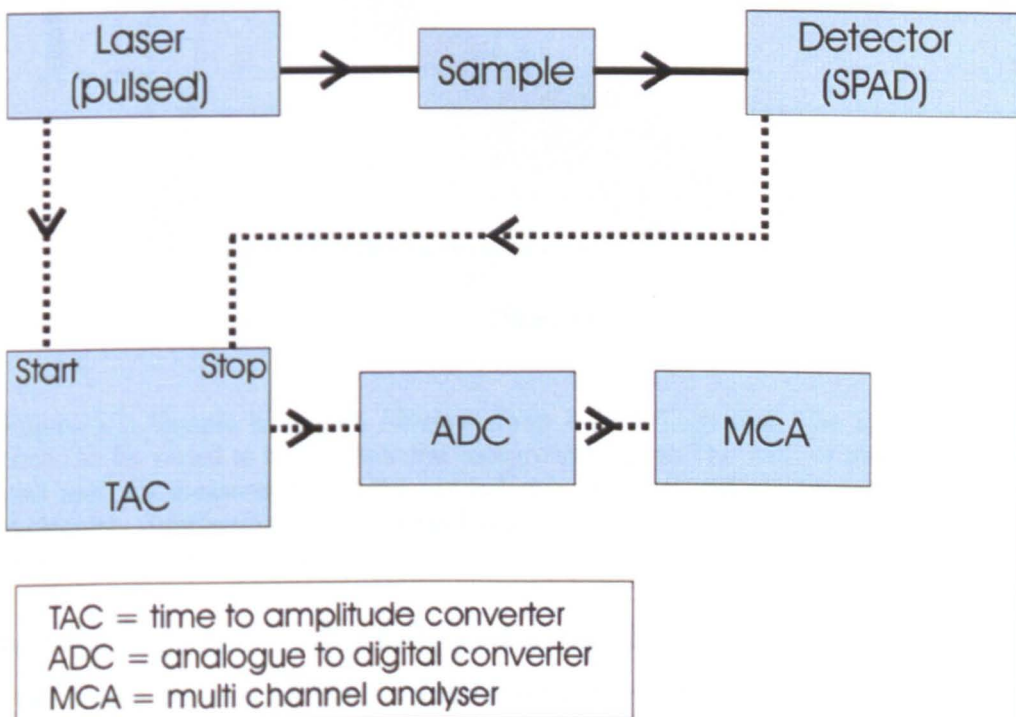 Laser
(pulsed)
Sample
Detector
(SPAD)
Start
Stop
TAC
ADC
MCA
TAC = time to amplitude converter
ADC = analogue to digital converter
MCA = multi channel analyser